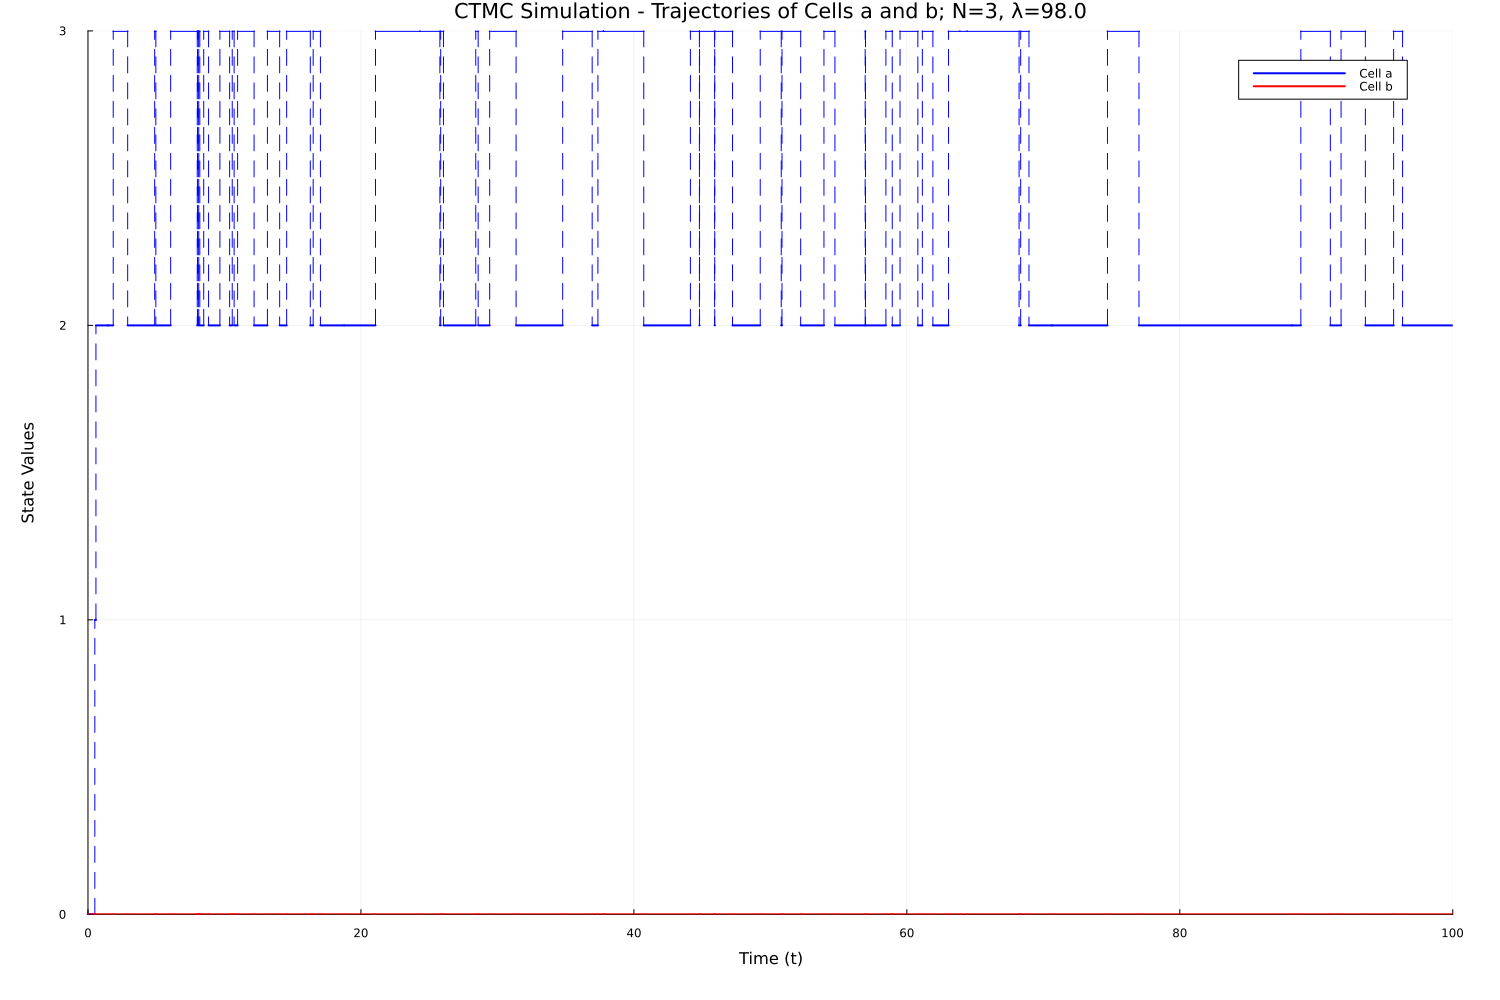 CTMC Simulation - Trajectories of Cells a and b; N=3, λ=98.0
3
Cell a
Cell b
2
State Values
1
0
0 20 40 60 80 100
Time (t)